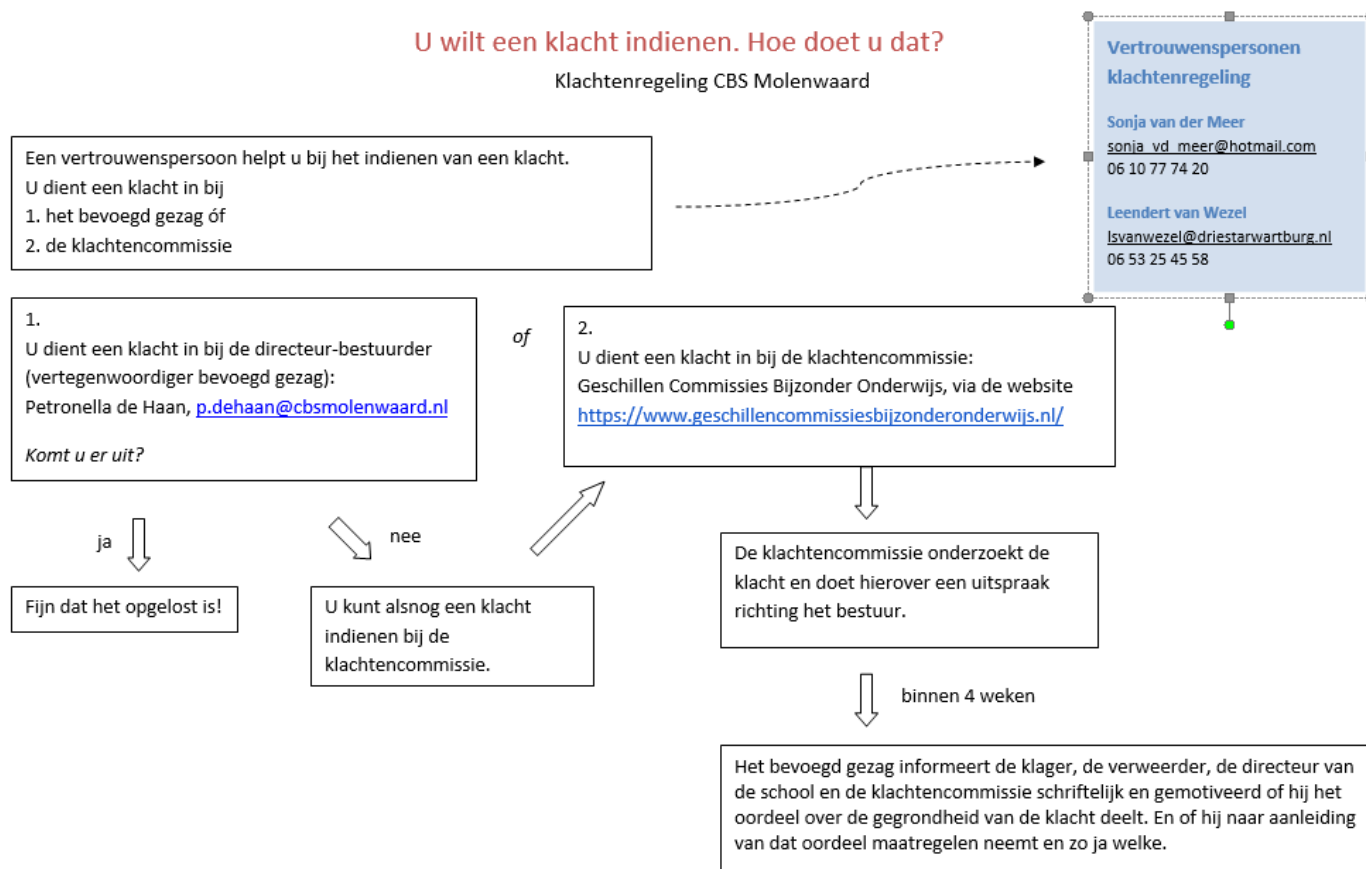 U wilt een klacht indienen. Hoe doet u dat?
Klachtenregeling CBS Molenwaard
Vertrouwenspersonen
klachtenregeling
Sonja van der Meer
sonja_vd_meer@hotmail.com
06 10 77 74 20
Leendert van Wezel
lsvanwezel@driestarwartburg.nl
06 53 25 45 58
Een vertrouwenspersoon helpt u bij het indienen van een klacht.
U dient een klacht in bij
1. het bevoegd gezag óf
2. de klachtencommissie
1.
U dient een klacht in bij de directeur-bestuurder
(vertegenwoordiger bevoegd gezag):
Petronella de Haan, p.dehaan@cbsmolenwaard.nl
Komt u er uit?
of
2.
U dient een klacht in bij de klachtencommissie:
Geschillen Commissies Bijzonder Onderwijs, via de website
https://www.geschillencommissiesbijzonderonderwijs.nl/
ja
nee
Fijn dat het opgelost is!
U kunt alsnog een klacht
indienen bij de
klachtencommissie.
De klachtencommissie onderzoekt de
klacht en doet hierover een uitspraak
richting het bestuur.
binnen 4 weken
Het bevoegd gezag informeert de klager, de verweerder, de directeur van
de school en de klachtencommissie schriftelijk en gemotiveerd of hij het
oordeel over de gegrondheid van de klacht deelt. En of hij naar aanleiding
van dat oordeel maatregelen neemt en zo ja welke.